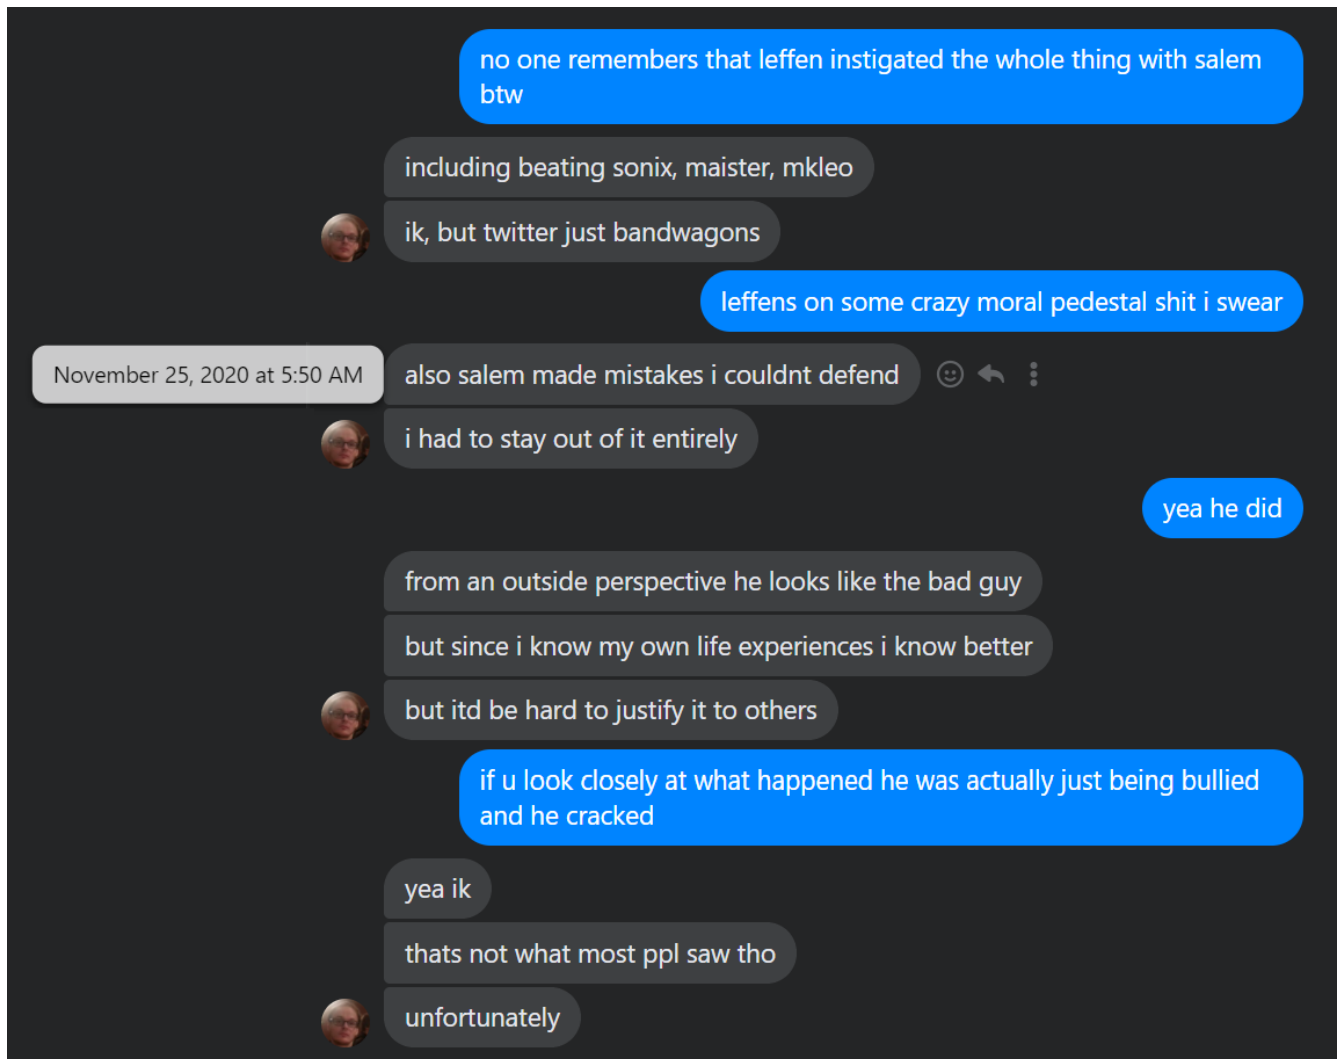 no one remembers that leffen instigated the whole thing with salem
btw
including beating sonix, maister, mkleo
ik, but twitter just bandwagons
leffens on some crazy moral pedestal shit i swear
November 25, 2020 at 5:50 AM
also salem made mistakes i couldnt defend
i had to stay out of it entirely
yea he did
from an outside perspective he looks like the bad guy
but since i know my own life experiences i know better
but itd be hard to justify it to others
if u look closely at what happened he was actually just being bullied
and he cracked
yea ik
thats not what most ppl saw tho
unfortunately